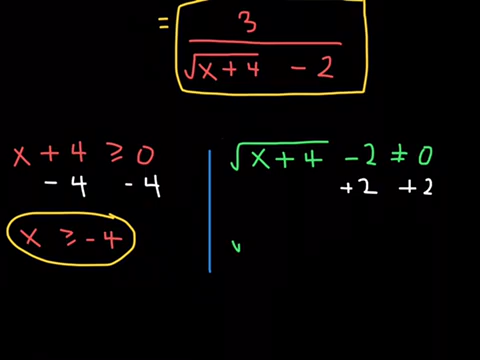 = 3 / (√(x+4) - 2)
x + 4 ≥ 0
- 4 - 4
x ≥ -4
√(x+4) - 2 ≠ 0
+2 +2